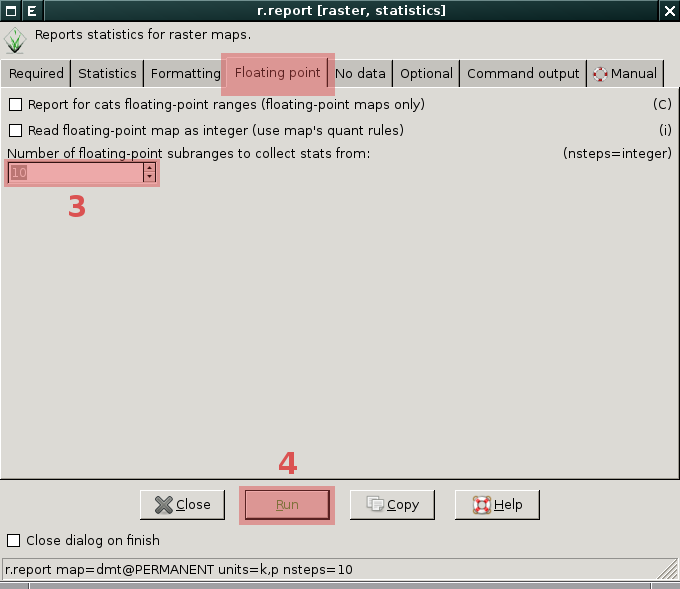 r.report [raster, statistics]
Reports statistics for raster maps.
Required Statistics Formatting Floating point No data Optional Command output Manual
Report for cats floating-point ranges (floating-point maps only) (C)
Read floating-point map as integer (use map's quant rules) (i)
Number of floating-point subranges to collect stats from: (nsteps=integer)
10
3
4
Close Run Copy Help
Close dialog on finish
r.report map=dmt@PERMANENT units=k,p nsteps=10